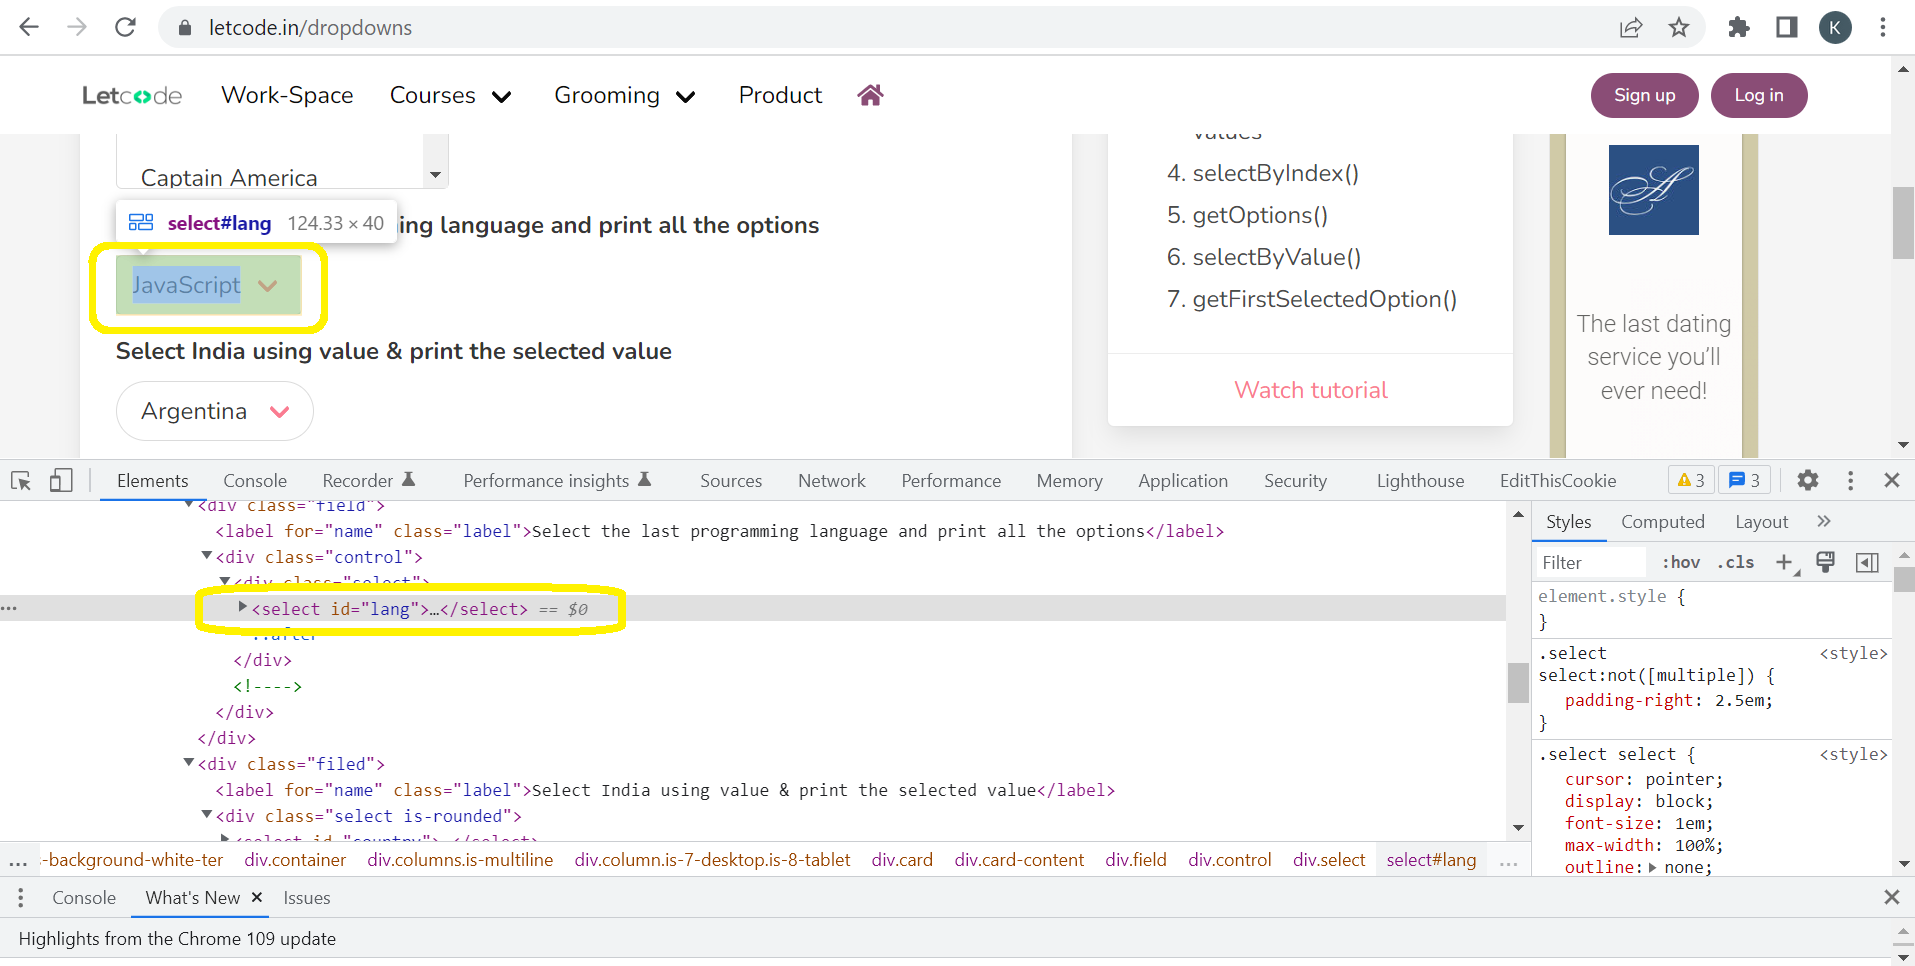 letcode.in/dropdowns
K
Letcode Work-Space Courses Grooming Product Sign up Log in
Captain America
select#lang 124.33 × 40
ing language and print all the options
JavaScript
Select India using value & print the selected value
Argentina
values
4. selectByIndex()
5. getOptions()
6. selectByValue()
7. getFirstSelectedOption()
Watch tutorial
A
The last dating
service you’ll
ever need!
Elements Console Recorder Performance insights Sources Network Performance Memory Application Security Lighthouse EditThisCookie 3 3
<div class="field">
<label for="name" class="label">Select the last programming language and print all the options</label>
<div class="control">
<div class="select">
<select id="lang">…</select> == $0
::after
</div>
<!---->
</div>
</div>
<div class="filed">
<label for="name" class="label">Select India using value & print the selected value</label>
<div class="select is-rounded">
<select id="country">…</select>
Styles Computed Layout »
Filter :hov .cls +
element.style {
}
.select <style>
select:not([multiple]) {
padding-right: 2.5em;
}
.select select { <style>
cursor: pointer;
display: block;
font-size: 1em;
max-width: 100%;
outline: none;
... -background-white-ter div.container div.columns.is-multiline div.column.is-7-desktop.is-8-tablet div.card div.card-content div.field div.control div.select select#lang ...
Console What's New × Issues
Highlights from the Chrome 109 update